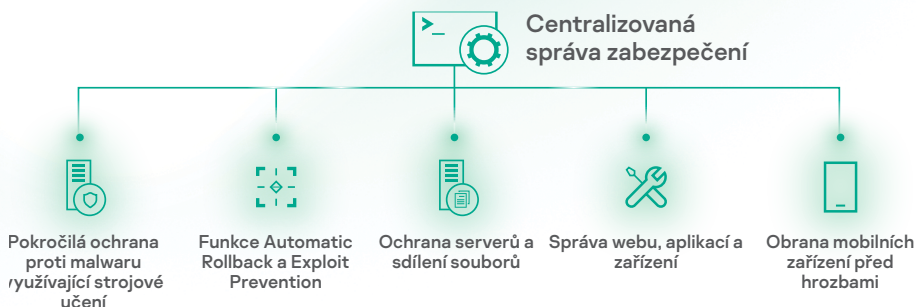 Centralizovaná
správa zabezpečení
Pokročilá ochrana
proti malwaru
využívající strojové
učení
Funkce Automatic
Rollback a Exploit
Prevention
Ochrana serverů a
sdílení souborů
Správa webu, aplikací a
zařízení
Obrana mobilních
zařízení před
hrozbami